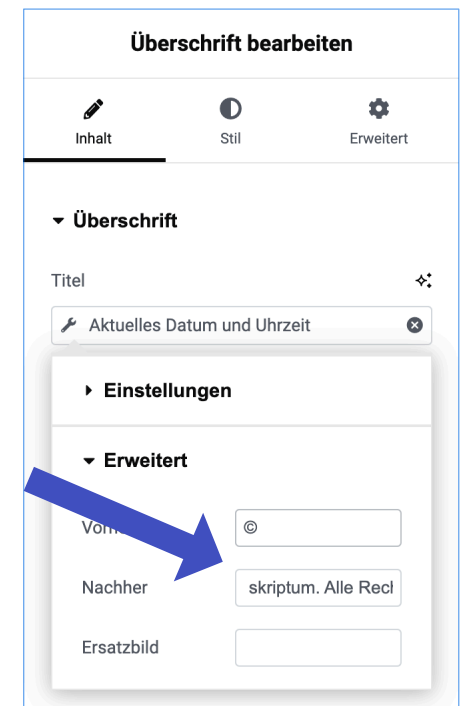 Überschrift bearbeiten
Inhalt
Stil
Erweitert
Überschrift
Titel
Aktuelles Datum und Uhrzeit
Einstellungen
Erweitert
©
Nachher
skriptum. Alle Rech
Ersatzbild